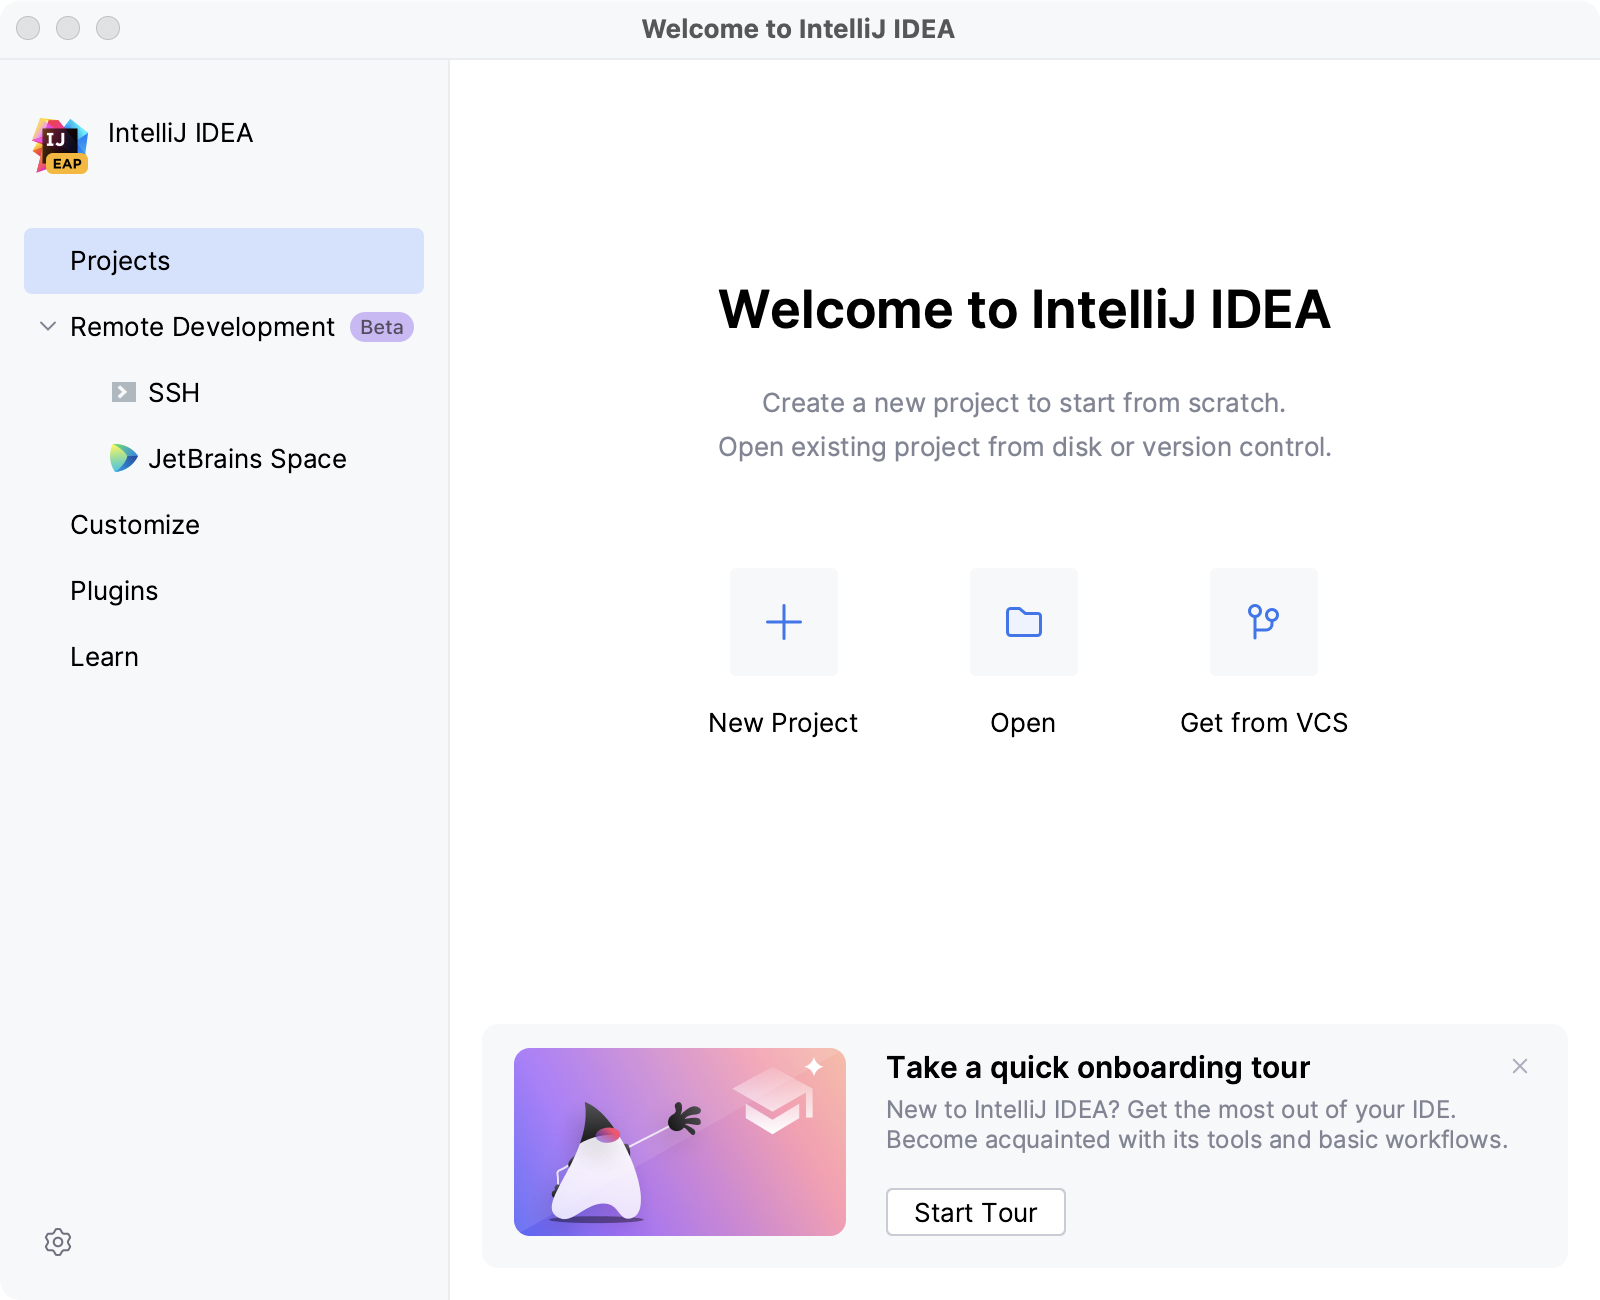 Welcome to IntelliJ IDEA
IJ
EAP
IntelliJ IDEA
Projects
Remote Development Beta
SSH
JetBrains Space
Customize
Plugins
Learn
Welcome to IntelliJ IDEA
Create a new project to start from scratch.
Open existing project from disk or version control.
New Project
Open
Get from VCS
Take a quick onboarding tour
New to IntelliJ IDEA? Get the most out of your IDE.
Become acquainted with its tools and basic workflows.
Start Tour